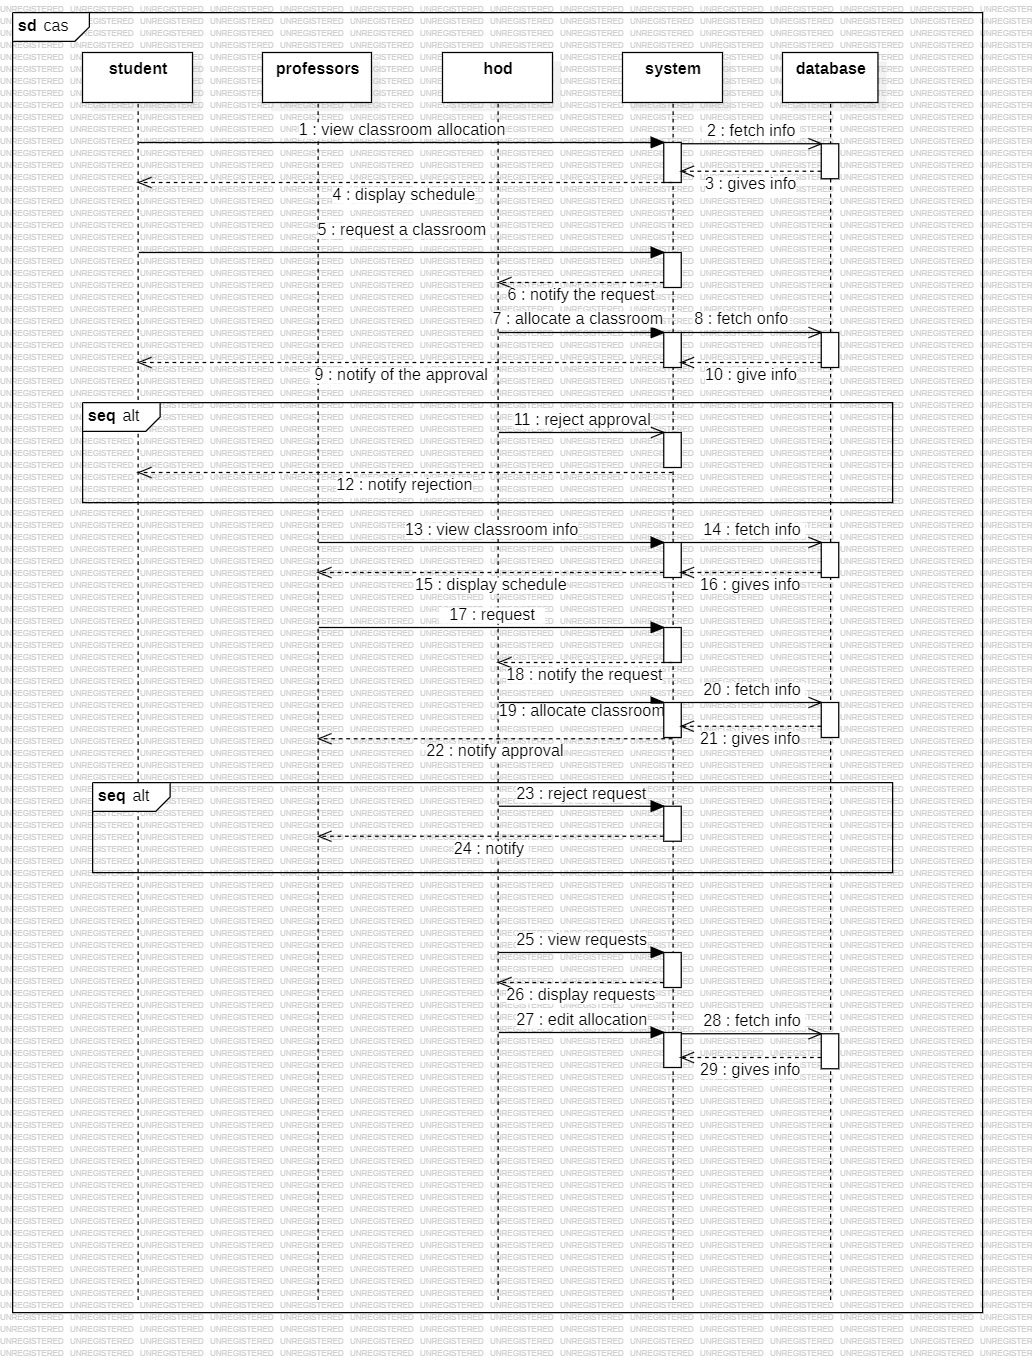 sd cas
student
professors
hod
system
database
1 : view classroom allocation
2 : fetch info
3 : gives info
4 : display schedule
5 : request a classroom
6 : notify the request
7 : allocate a classroom
8 : fetch onfo
9 : notify of the approval
10 : give info
seq alt
11 : reject approval
12 : notify rejection
13 : view classroom info
14 : fetch info
15 : display schedule
16 : gives info
17 : request
18 : notify the request
20 : fetch info
19 : allocate classroom
21 : gives info
22 : notify approval
seq alt
23 : reject request
24 : notify
25 : view requests
26 : display requests
27 : edit allocation
28 : fetch info
29 : gives info
UNREGISTERED